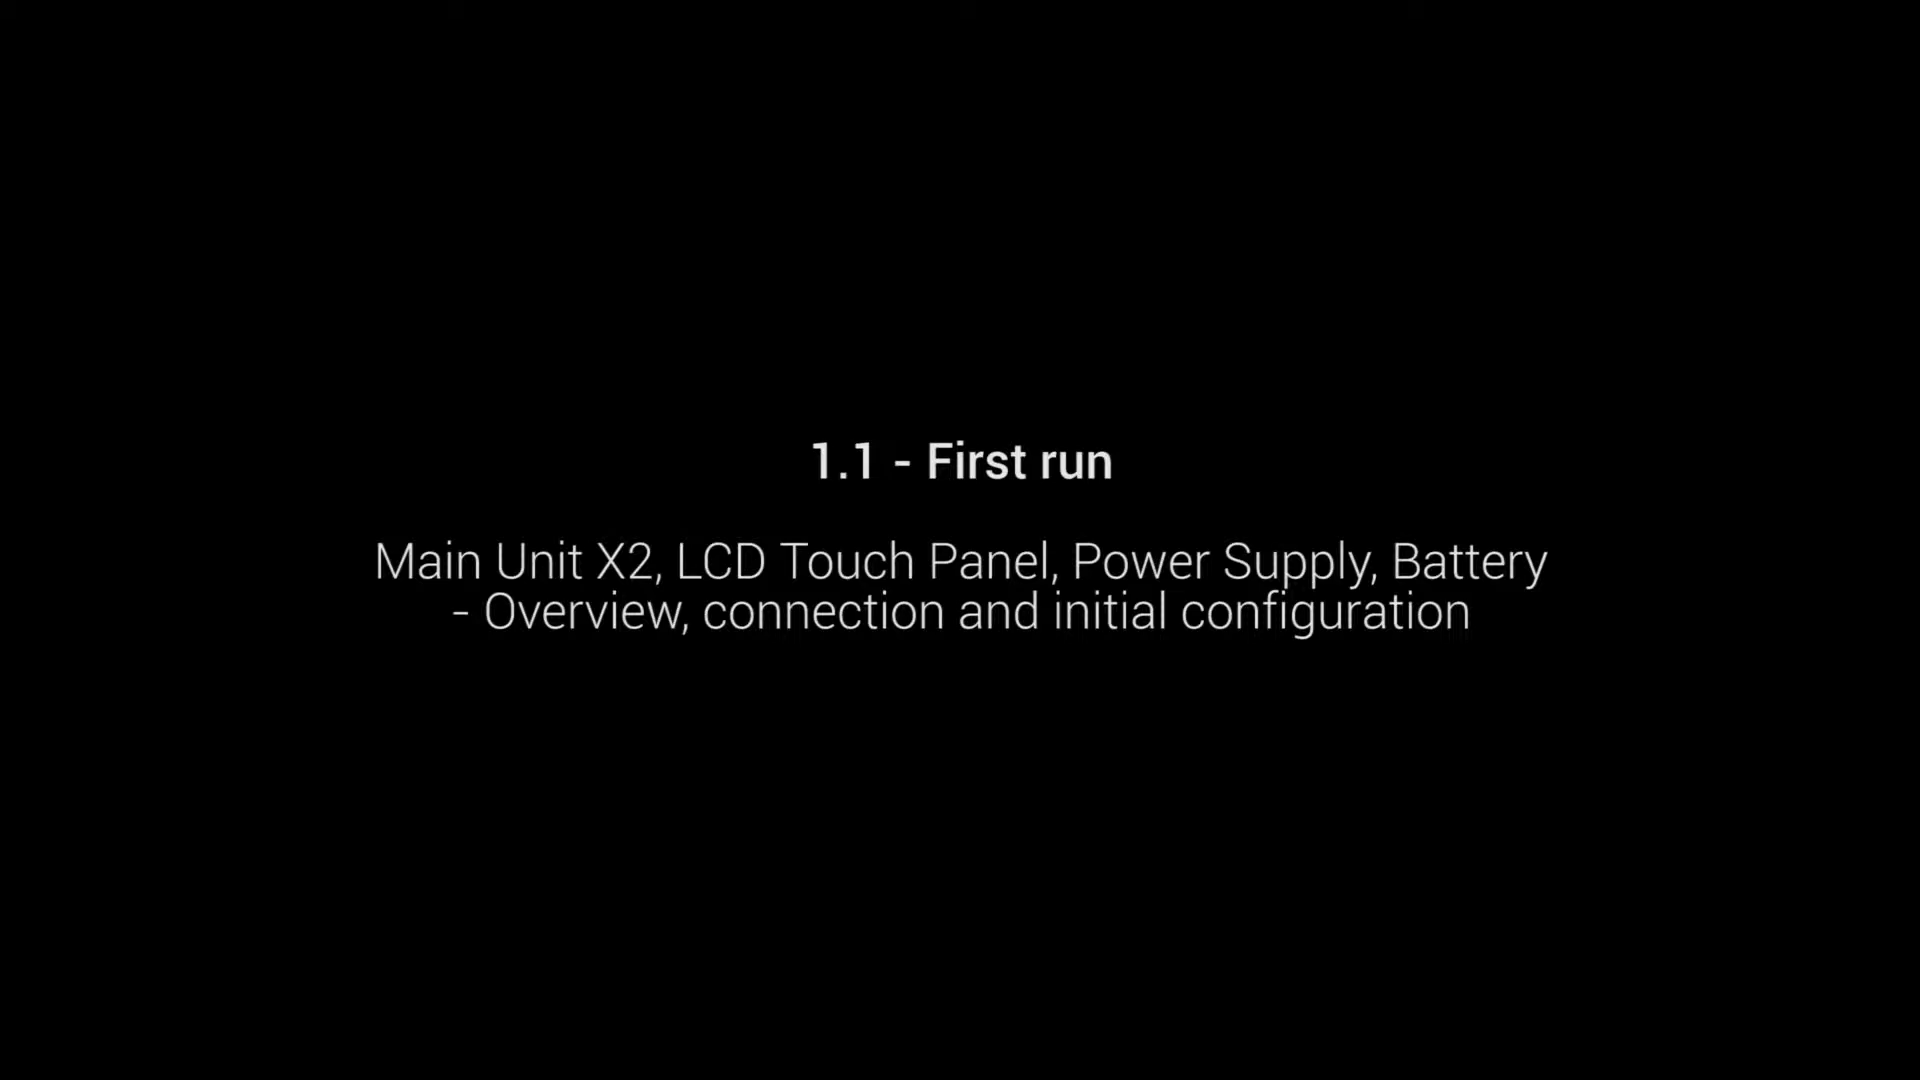 1.1 - First run
Main Unit X2, LCD Touch Panel, Power Supply, Battery
- Overview, connection and initial configuration